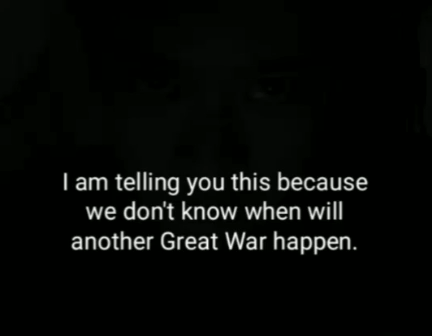 I am telling you this because
we don't know when will
another Great War happen.